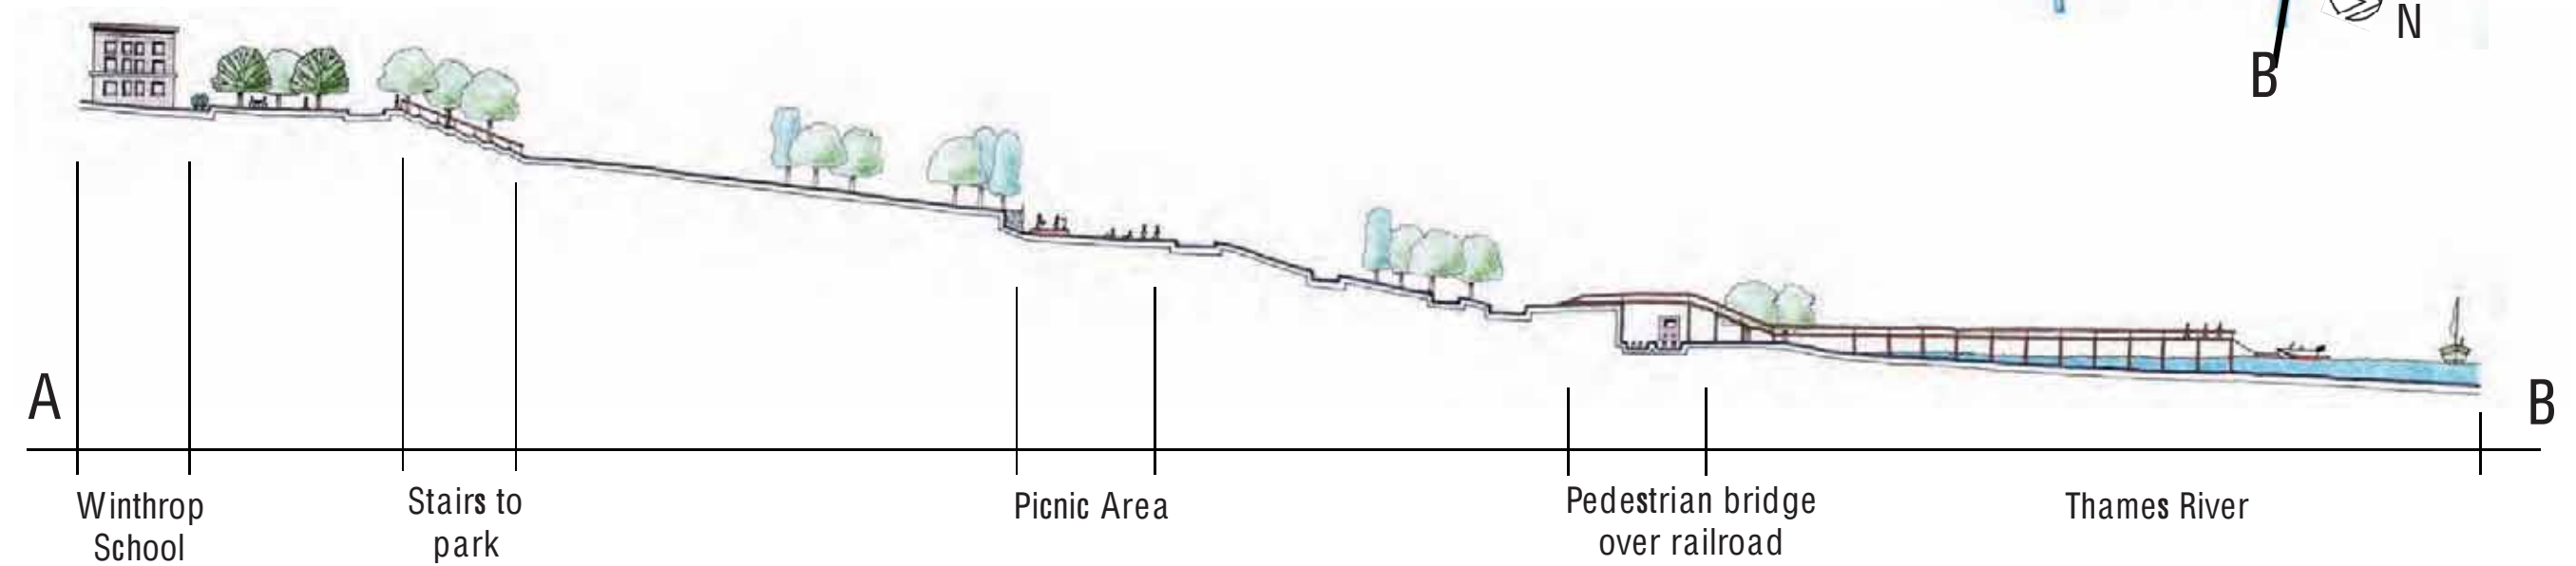 N
B
A
B
Winthrop
School
Stairs to
park
Picnic Area
Pedestrian bridge
over railroad
Thames River